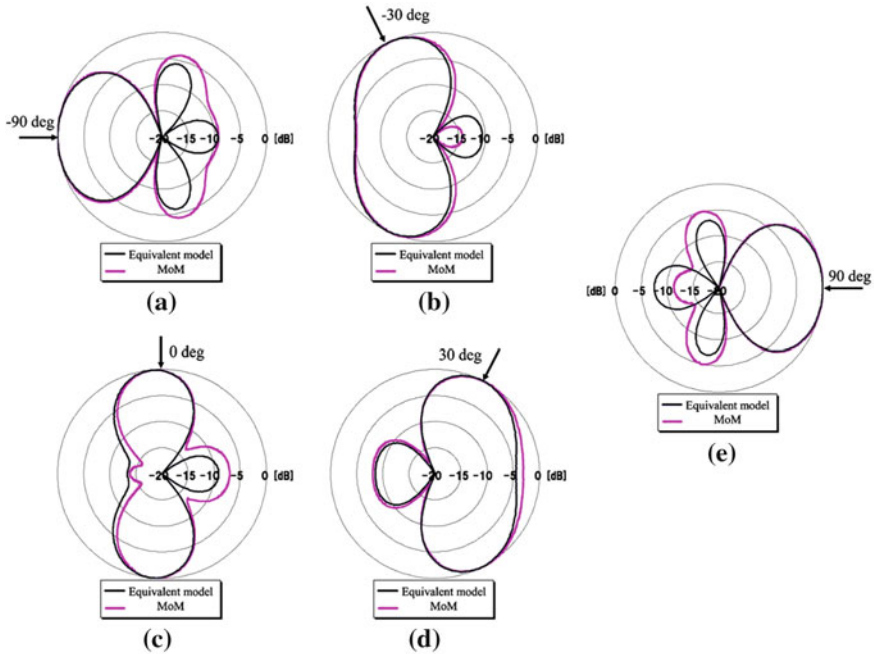 -90 deg
-20 -15 -10 -5 0 [dB]
Equivalent model
MoM
(a)
-30 deg
-20 -15 -10 -5 0 [dB]
Equivalent model
MoM
(b)
0 deg
-20 -15 -10 -5 0 [dB]
Equivalent model
MoM
(c)
30 deg
-20 -15 -10 -5 0 [dB]
Equivalent model
MoM
(d)
90 deg
[dB] 0 -5 -10 -15 -20
Equivalent model
MoM
(e)